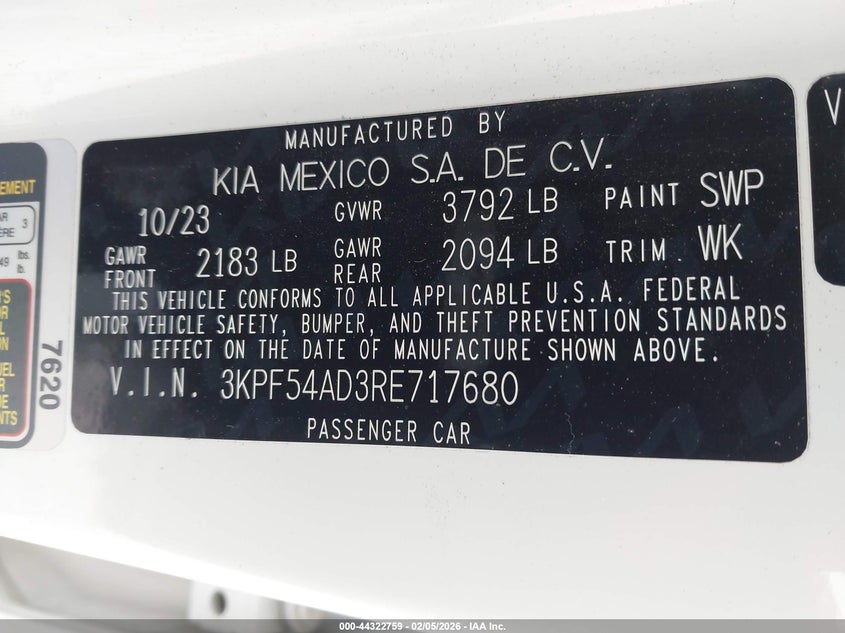 MANUFACTURED BY
KIA MEXICO S.A. DE C.V.
10/23 GVWR 3792 LB PAINT SWP
GAWR FRONT 2183 LB GAWR REAR 2094 LB TRIM WK
THIS VEHICLE CONFORMS TO ALL APPLICABLE U.S.A. FEDERAL
MOTOR VEHICLE SAFETY, BUMPER, AND THEFT PREVENTION STANDARDS
IN EFFECT ON THE DATE OF MANUFACTURE SHOWN ABOVE.
V.I.N. 3KPF54AD3RE717680
PASSENGER CAR
7620
3
lbs.
lb.
V
000-44322759 - 02/05/2026 - IAA Inc.